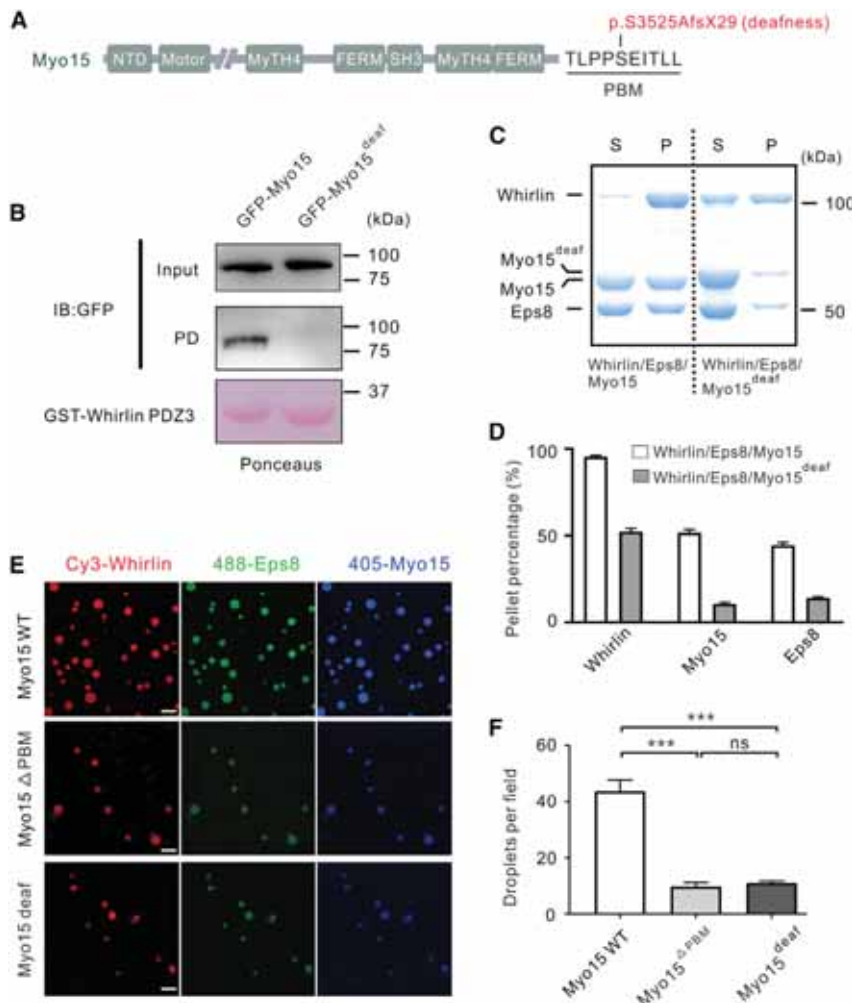 A
p.S3525AfsX29 (deafness)
Myo15 NTD Motor MyTH4 FERM SH3 MyTH4 FERM TLPPSEITLL
PBM
B
GFP-Myo15
GFP-Myo15deaf
(kDa)
IB:GFP
Input
100
75
PD
100
75
GST-Whirlin PDZ3
37
Ponceaus
C
S P S P
(kDa)
Whirlin
100
Myo15deaf
Myo15
Eps8
50
Whirlin/Eps8/
Myo15
Whirlin/Eps8/
Myo15deaf
D
Pellet percentage (%)
100
50
0
Whirlin/Eps8/Myo15
Whirlin/Eps8/Myo15deaf
Whirlin
Myo15
Eps8
E
Cy3-Whirlin 488-Eps8 405-Myo15
Myo15 WT
Myo15 △ PBM
Myo15 deaf
F
Droplets per field
60
40
20
0
***
***
ns
Myo15 WT
Myo15△ PBM
Myo15deaf